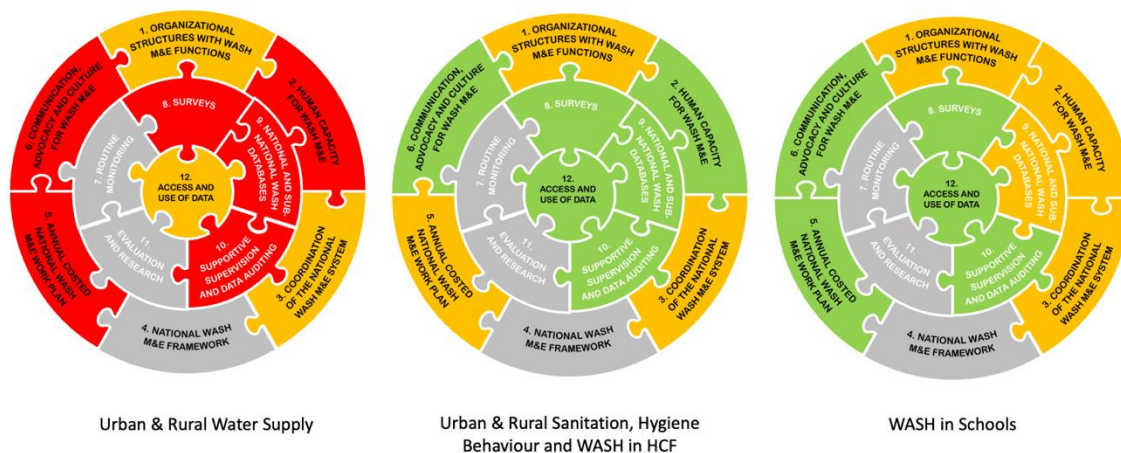 1. ORGANIZATIONAL
STRUCTURES WITH WASH
M&E FUNCTIONS
2. HUMAN CAPACITY
FOR WASH M&E
3. COORDINATION
OF THE NATIONAL
WASH M&E SYSTEM
4. NATIONAL WASH
M&E FRAMEWORK
5. ANNUAL COSTED
NATIONAL WASH
M&E WORK PLAN
6. COMMUNICATION,
ADVOCACY AND CULTURE
FOR WASH M&E
7. ROUTINE
MONITORING
8. SURVEYS
9. NATIONAL AND SUB-
NATIONAL WASH
DATABASES
10.
SUPPORTIVE
SUPERVISION
AND DATA AUDITING
11.
EVALUATION
AND RESEARCH
12.
ACCESS AND
USE OF DATA
Urban & Rural Water Supply
1. ORGANIZATIONAL
STRUCTURES WITH WASH
M&E FUNCTIONS
2. HUMAN CAPACITY
FOR WASH M&E
3. COORDINATION
OF THE NATIONAL
WASH M&E SYSTEM
4. NATIONAL WASH
M&E FRAMEWORK
5. ANNUAL COSTED
NATIONAL WASH
M&E WORK PLAN
6. COMMUNICATION,
ADVOCACY AND CULTURE
FOR WASH M&E
7. ROUTINE
MONITORING
8. SURVEYS
9. NATIONAL AND SUB-
NATIONAL WASH
DATABASES
10.
SUPPORTIVE
SUPERVISION
AND DATA AUDITING
11.
EVALUATION
AND RESEARCH
12.
ACCESS AND
USE OF DATA
Urban & Rural Sanitation, Hygiene
Behaviour and WASH in HCF
1. ORGANIZATIONAL
STRUCTURES WITH WASH
M&E FUNCTIONS
2. HUMAN CAPACITY
FOR WASH M&E
3. COORDINATION
OF THE NATIONAL
WASH M&E SYSTEM
4. NATIONAL WASH
M&E FRAMEWORK
5. ANNUAL COSTED
NATIONAL WASH
M&E WORK PLAN
6. COMMUNICATION,
ADVOCACY AND CULTURE
FOR WASH M&E
7. ROUTINE
MONITORING
8. SURVEYS
9. NATIONAL AND SUB-
NATIONAL WASH
DATABASES
10.
SUPPORTIVE
SUPERVISION
AND DATA AUDITING
11.
EVALUATION
AND RESEARCH
12.
ACCESS AND
USE OF DATA
WASH in Schools